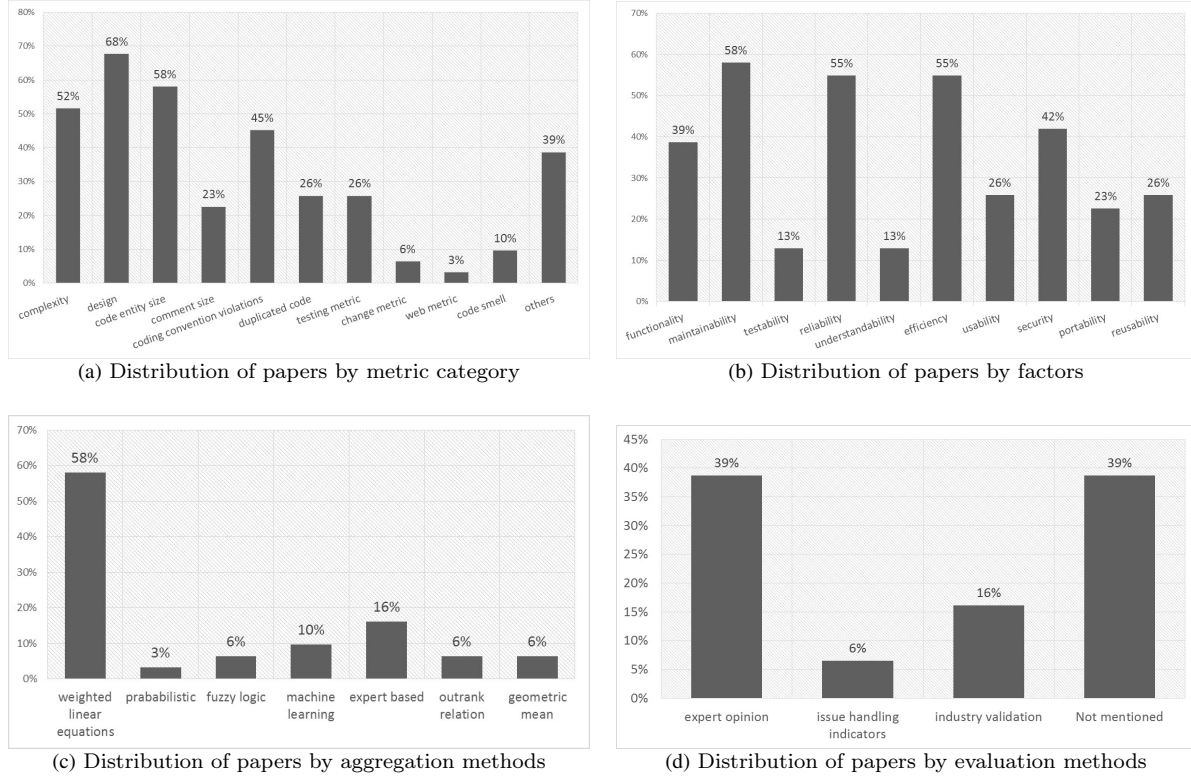 80%
70%
60%
50%
40%
30%
20%
10%
0%
52%
68%
58%
23%
45%
26%
26%
6%
3%
10%
39%
complexity
design
code entity size
comment size
coding convention violations
duplicated code
testing metric
change metric
web metric
code smell
others
(a) Distribution of papers by metric category
70%
60%
50%
40%
30%
20%
10%
0%
39%
58%
13%
55%
13%
55%
26%
42%
23%
26%
functionality
maintainability
testability
reliability
understandability
efficiency
usability
security
portability
reusability
(b) Distribution of papers by factors
70%
60%
50%
40%
30%
20%
10%
0%
58%
3%
6%
10%
16%
6%
6%
weighted
linear
equations
prababilistic
fuzzy logic
machine
learning
expert based
outrank
relation
geometric
mean
(c) Distribution of papers by aggregation methods
45%
40%
35%
30%
25%
20%
15%
10%
5%
0%
39%
6%
16%
39%
expert opinion
issue handling
indicators
industry validation
Not mentioned
(d) Distribution of papers by evaluation methods